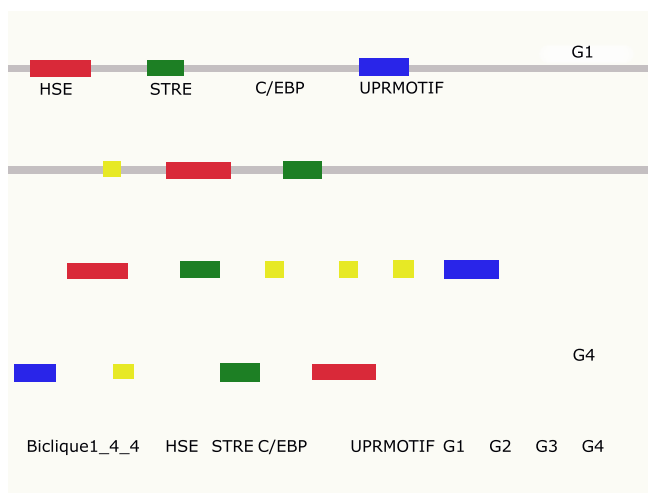 G1
HSE STRE C/EBP UPRMOTIF
G4
Biclique1_4_4 HSE STRE C/EBP UPRMOTIF G1 G2 G3 G4